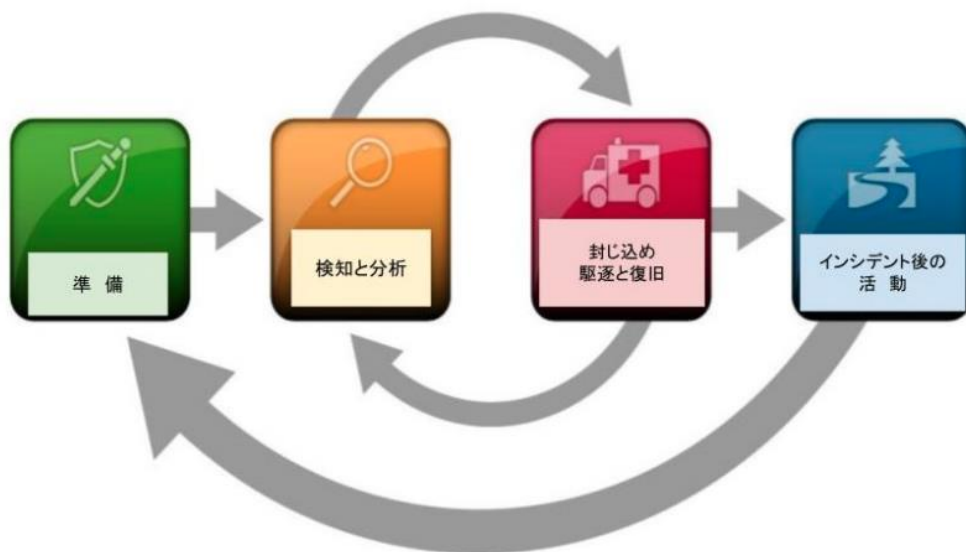 準 備
検知と分析
封じ込め
駆逐と復旧
インシデント後の
活 動